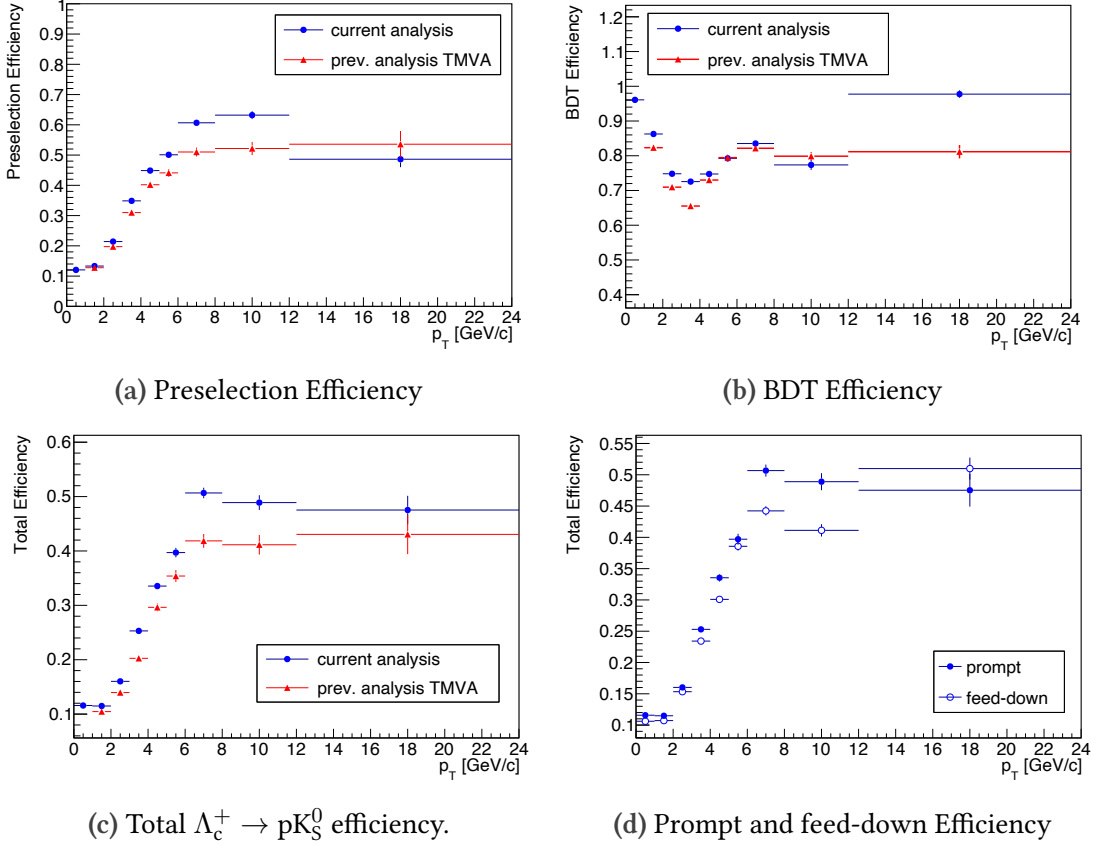 Preselection Efficiency
current analysis
prev. analysis TMVA
1
0.9
0.8
0.7
0.6
0.5
0.4
0.3
0.2
0.1
0
0 2 4 6 8 10 12 14 16 18 20 22 24
p_T [GeV/c]
(a) Preselection Efficiency
BDT Efficiency
current analysis
prev. analysis TMVA
1.2
1.1
1
0.9
0.8
0.7
0.6
0.5
0.4
0 2 4 6 8 10 12 14 16 18 20 22 24
p_T [GeV/c]
(b) BDT Efficiency
Total Efficiency
0.6
0.5
0.4
0.3
0.2
0.1
current analysis
prev. analysis TMVA
0 2 4 6 8 10 12 14 16 18 20 22 24
p_T [GeV/c]
(c) Total Λ_c^+ → pK_S^0 efficiency.
Total Efficiency
0.55
0.5
0.45
0.4
0.35
0.3
0.25
0.2
0.15
0.1
prompt
feed-down
0 2 4 6 8 10 12 14 16 18 20 22 24
p_T [GeV/c]
(d) Prompt and feed-down Efficiency